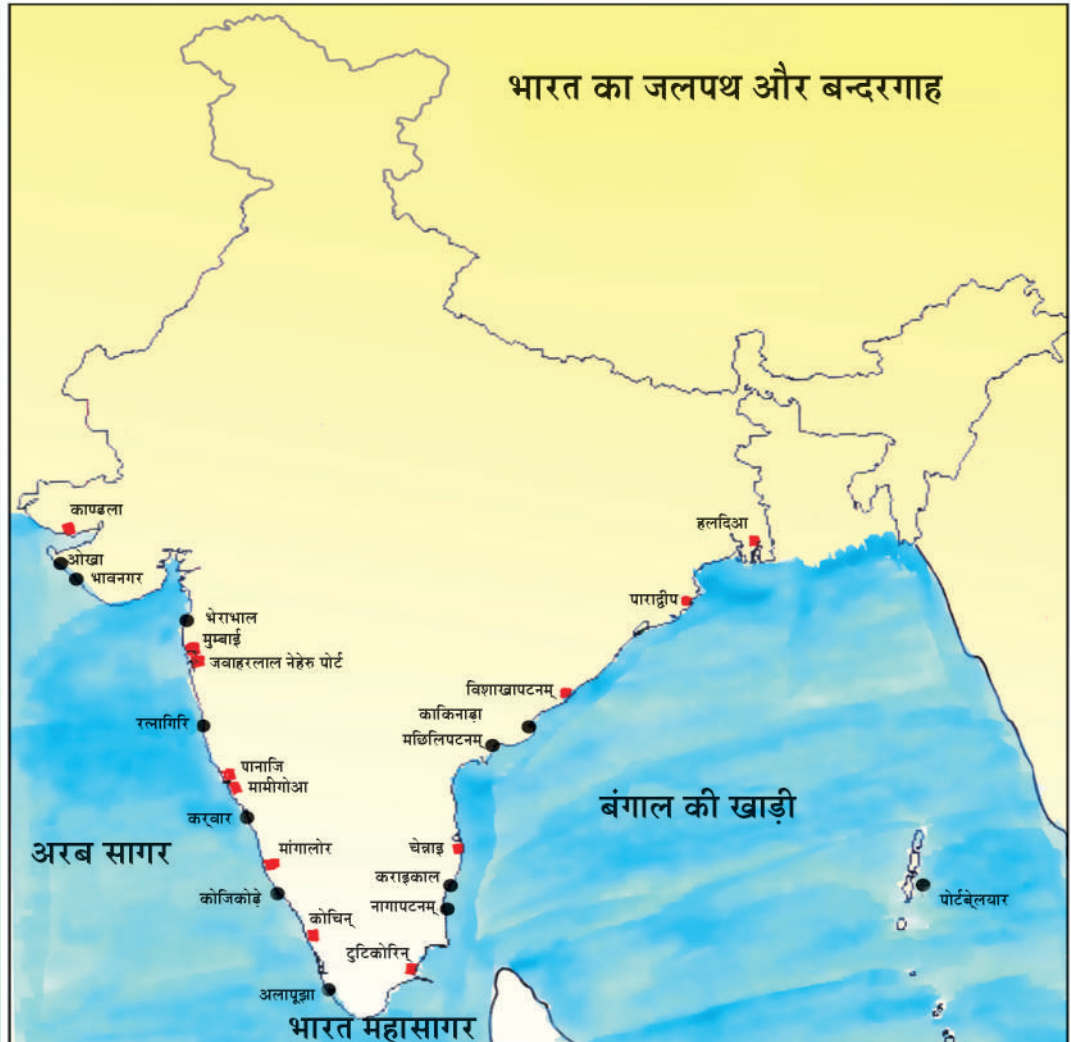 भारत का जलपथ और बन्दरगाह
काण्डला
हलदिआ
ओखा
भावनगर
पाराद्वीप
भेराभाल
मुम्बाई
जवाहरलाल नेहेरु पोर्ट
विशाखापटनम्
रत्नागिरि
काकिनाढ़ा
मछिलिपटनम्
पानाजि
मामीगोआ
बंगाल की खाड़ी
कर्‌वार
अरब सागर
मांगालोर
चेन्नाइ
कराइकाल
कोजिकोढ़े
नागापटनम्
पोर्टबे्लयार
कोचिन्
टुटिकोरिन्
अलापूझा
भारत महासागर